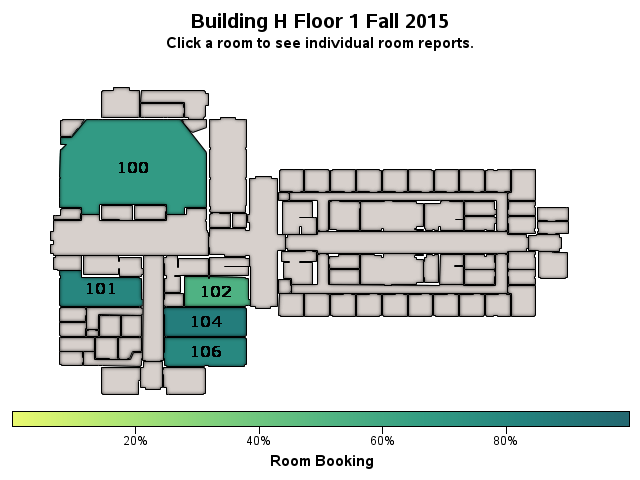 Building H Floor 1 Fall 2015
Click a room to see individual room reports.
100
101
102
104
106
20% 40% 60% 80%
Room Booking